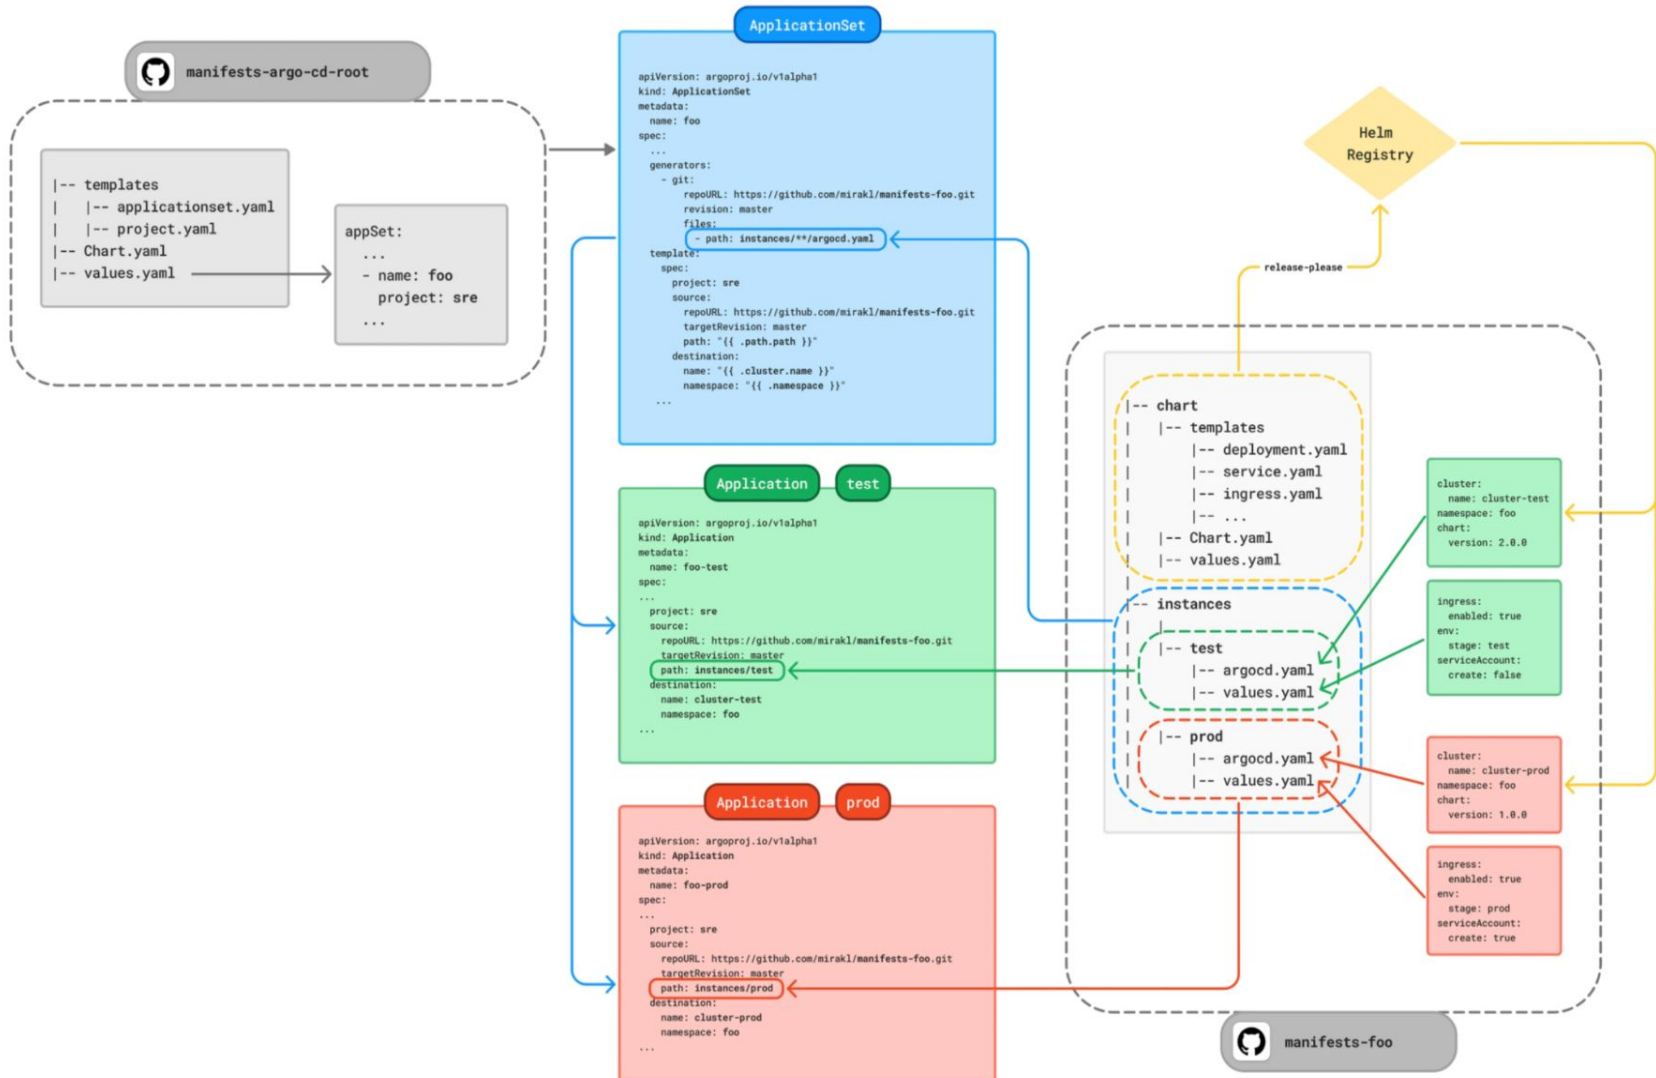 manifests-argo-cd-root
|-- templates
|   |-- applicationset.yaml
|   |-- project.yaml
|-- Chart.yaml
|-- values.yaml
appSet:
...
- name: foo
project: sre
...
ApplicationSet
apiVersion: argoproj.io/v1alpha1
kind: ApplicationSet
metadata:
name: foo
spec:
...
generators:
- git:
repoURL: https://github.com/mirakl/manifests-foo.git
revision: master
files:
- path: instances/**/argocd.yaml
template:
spec:
project: sre
source:
repoURL: https://github.com/mirakl/manifests-foo.git
targetRevision: master
path: "{{ .path.path }}"
destination:
name: "{{ .cluster.name }}"
namespace: "{{ .namespace }}"
...
Application
test
apiVersion: argoproj.io/v1alpha1
kind: Application
metadata:
name: foo-test
spec:
...
project: sre
source:
repoURL: https://github.com/mirakl/manifests-foo.git
targetRevision: master
path: instances/test
destination:
name: cluster-test
namespace: foo
...
Application
prod
apiVersion: argoproj.io/v1alpha1
kind: Application
metadata:
name: foo-prod
spec:
...
project: sre
source:
repoURL: https://github.com/mirakl/manifests-foo.git
targetRevision: master
path: instances/prod
destination:
name: cluster-prod
namespace: foo
...
Helm
Registry
release-please
|-- chart
|   |-- templates
|       |-- deployment.yaml
|       |-- service.yaml
|       |-- ingress.yaml
|       |-- ...
|   |-- Chart.yaml
|   |-- values.yaml
|-- instances
|   |
|   |-- test
|       |-- argocd.yaml
|       |-- values.yaml
|
|   |-- prod
|       |-- argocd.yaml
|       |-- values.yaml
cluster:
name: cluster-test
namespace: foo
chart:
version: 2.0.0
ingress:
enabled: true
env:
stage: test
serviceAccount:
create: false
cluster:
name: cluster-prod
namespace: foo
chart:
version: 1.0.0
ingress:
enabled: true
env:
stage: prod
serviceAccount:
create: true
manifests-foo